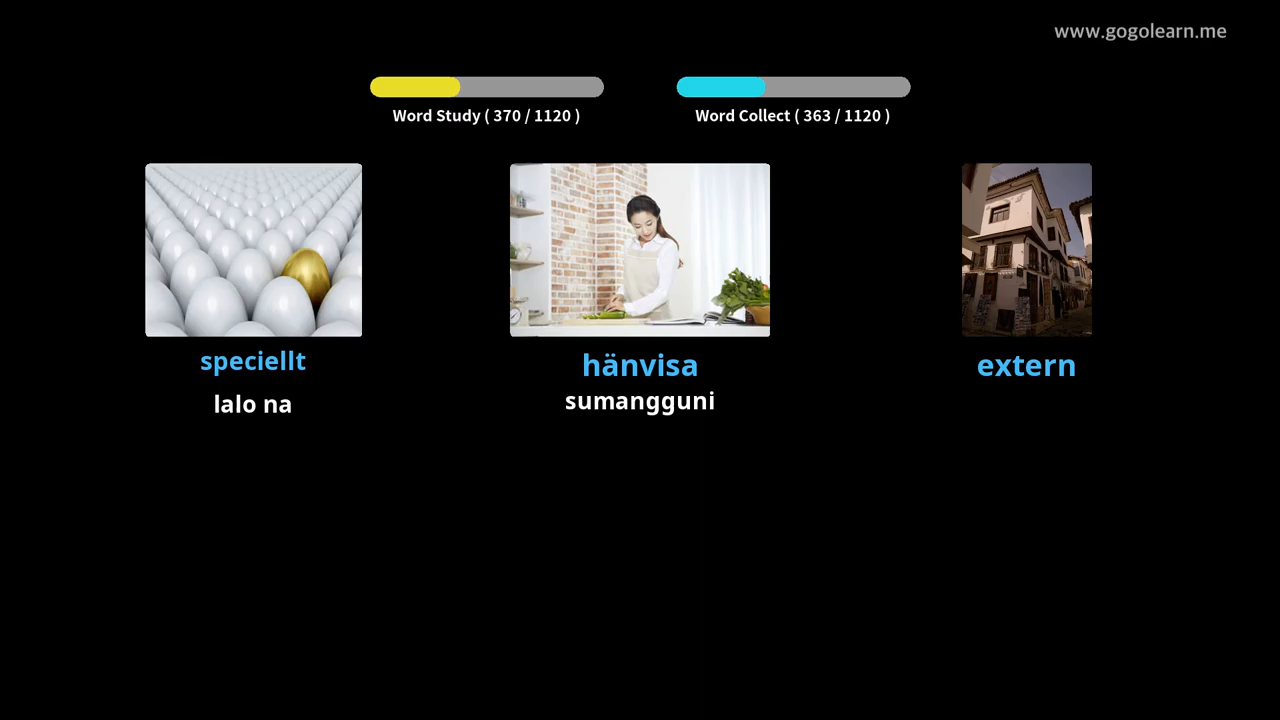 www.gogolearn.me
Word Study ( 370 / 1120 )
Word Collect ( 363 / 1120 )
speciellt
lalo na
hänvisa
sumangguni
extern